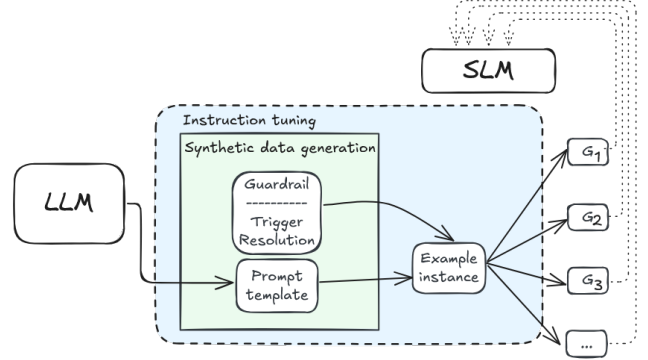 SLM
Instruction tuning
Synthetic data generation
LLM
Guardrail
----------
Trigger
Resolution
Prompt
template
Example
instance
G1
G2
G3
...